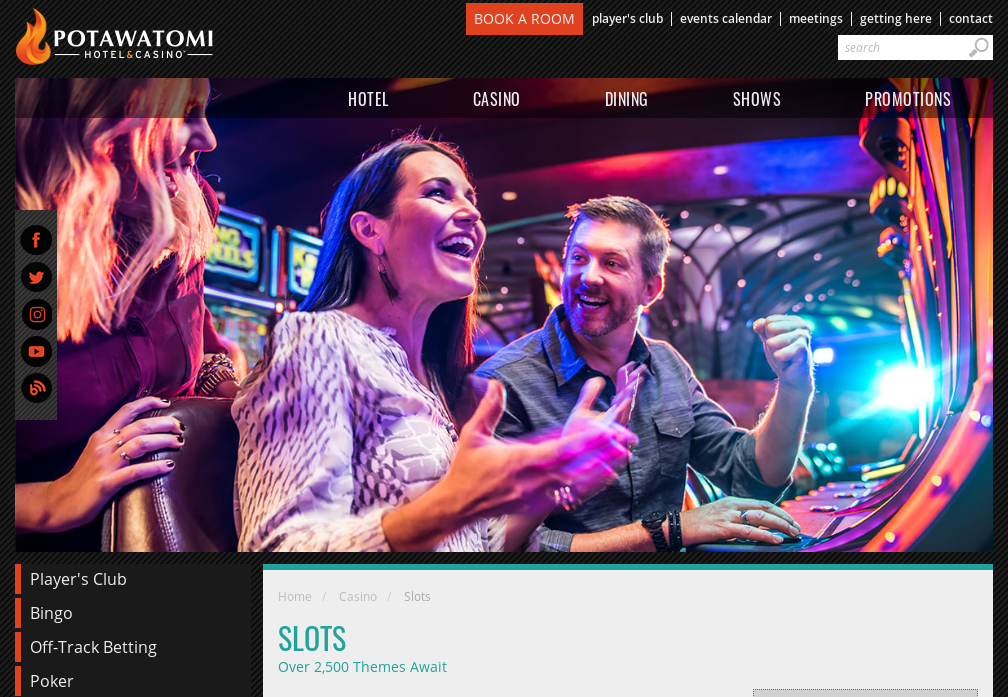 BOOK A ROOM
player's club
events calendar
meetings
getting here
contact
POTAWATOMI
HOTEL&CASINO
search
HOTEL
CASINO
DINING
SHOWS
PROMOTIONS
Player's Club
Bingo
Off-Track Betting
Poker
Home / Casino / Slots
SLOTS
Over 2,500 Themes Await